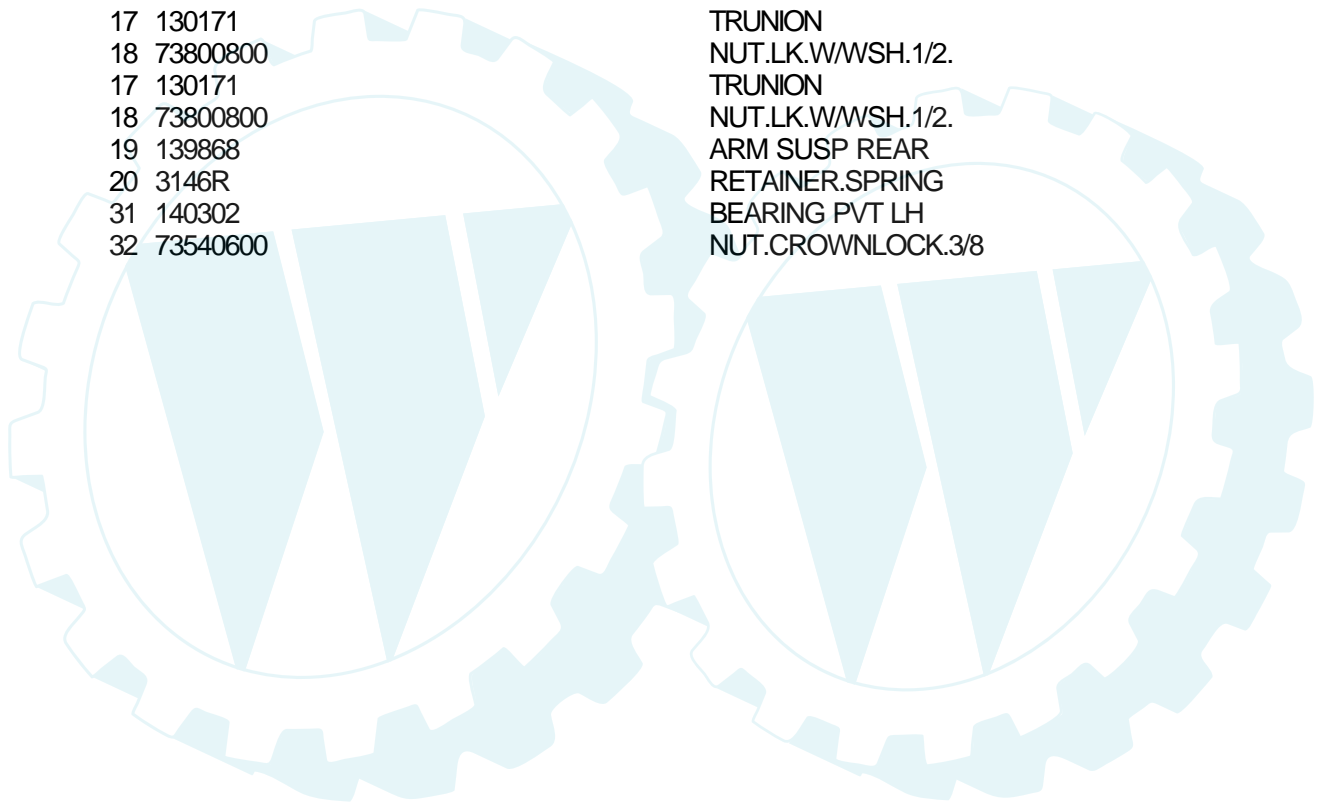 17 130171 TRUNION
18 73800800 NUT.LK.W/WSH.1/2.
17 130171 TRUNION
18 73800800 NUT.LK.W/WSH.1/2.
19 139868 ARM SUSP REAR
20 3146R RETAINER.SPRING
31 140302 BEARING PVT LH
32 73540600 NUT.CROWNLOCK.3/8